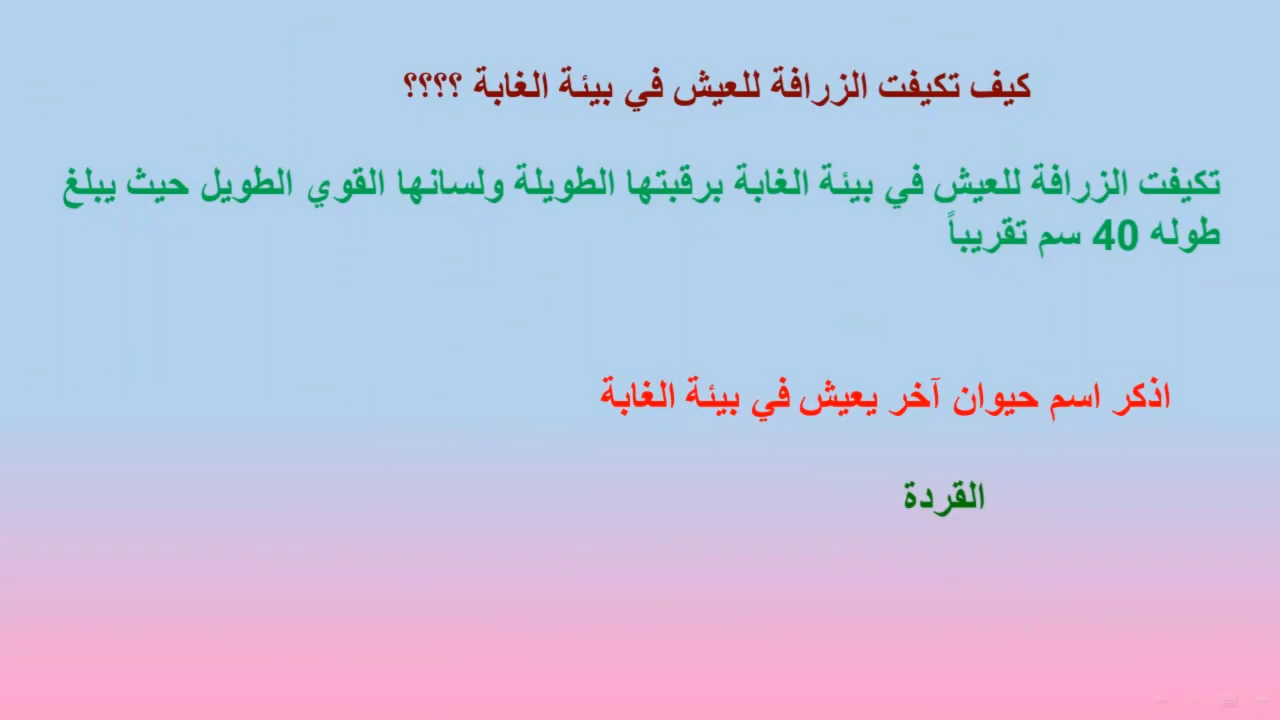 كيف تكيفت الزرافة للعيش في بيئة الغابة ؟؟؟؟
تكيفت الزرافة للعيش في بيئة الغابة برقبتها الطويلة ولسانها القوي الطويل حيث يبلغ
طوله 40 سم تقريباً
اذكر اسم حيوان آخر يعيش في بيئة الغابة
القردة